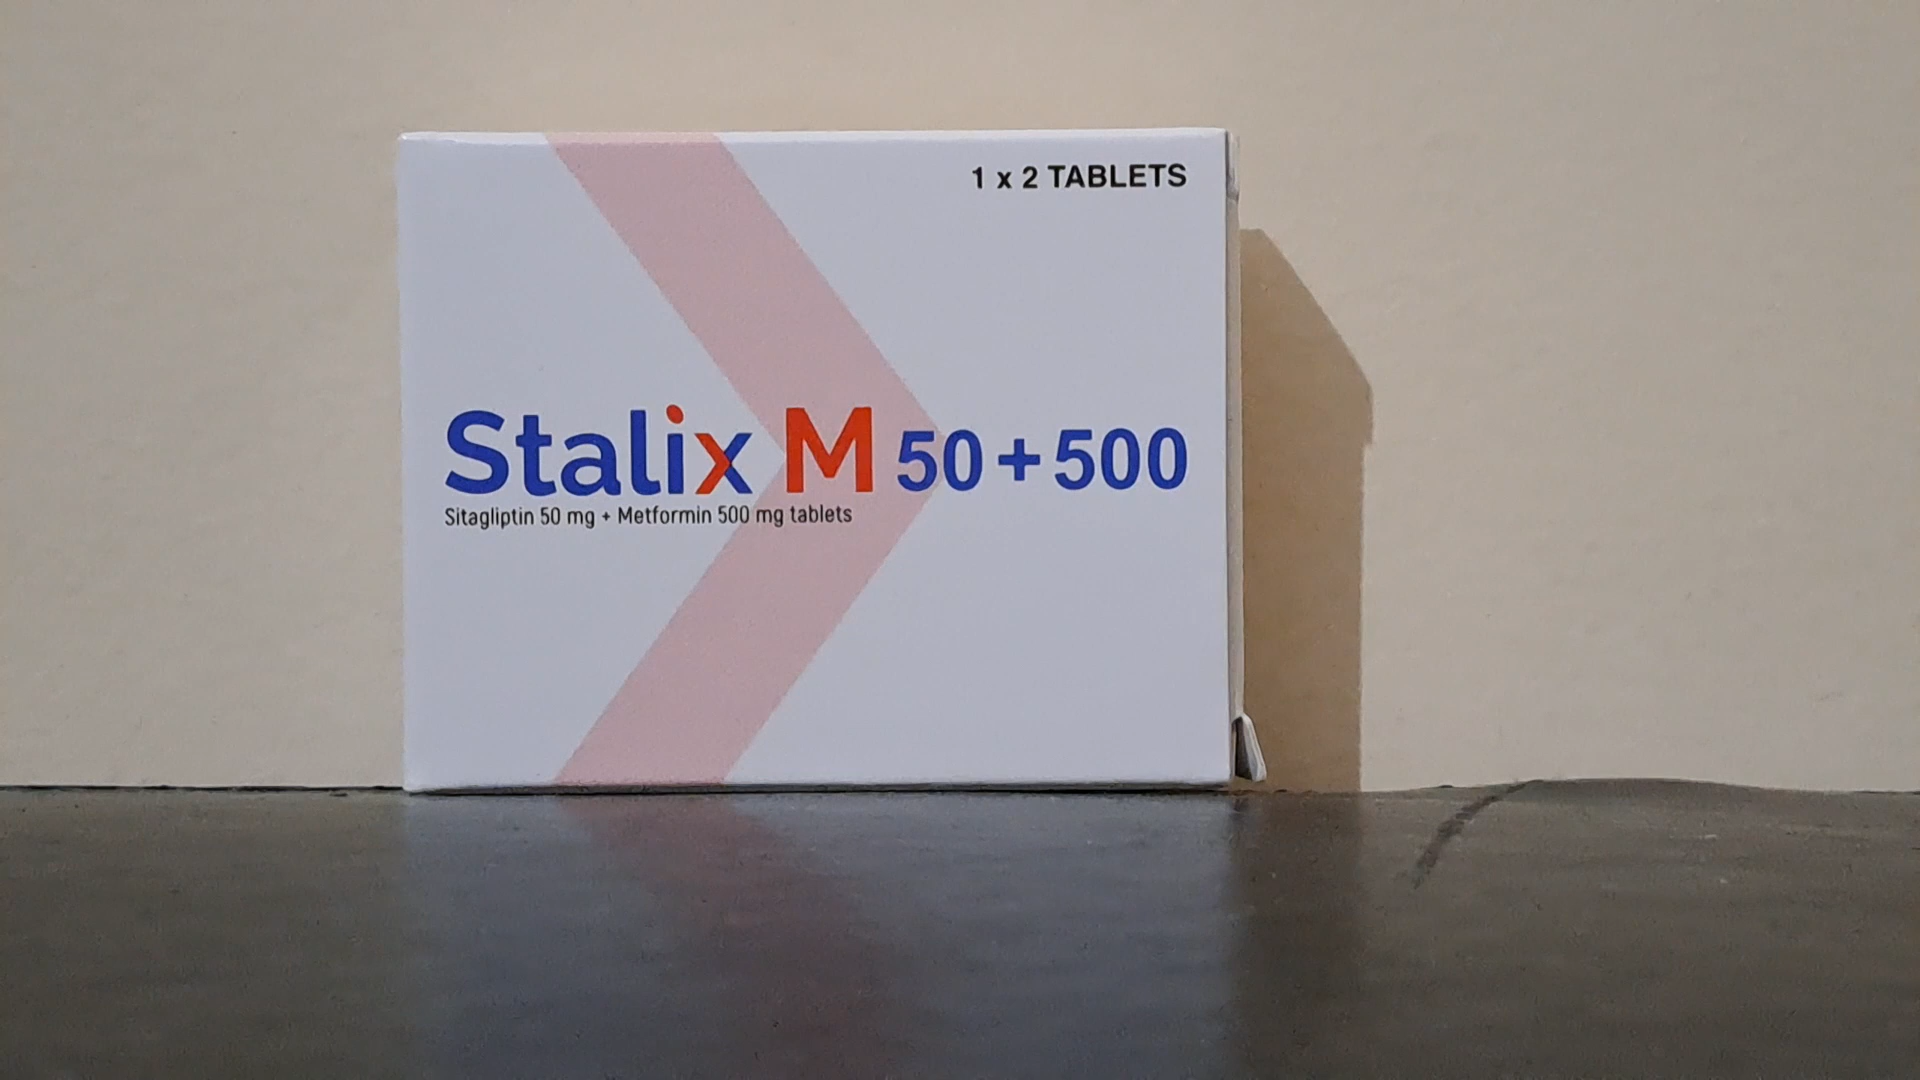 1 x 2 TABLETS
Stalix M 50+500
Sitagliptin 50 mg + Metformin 500 mg tablets